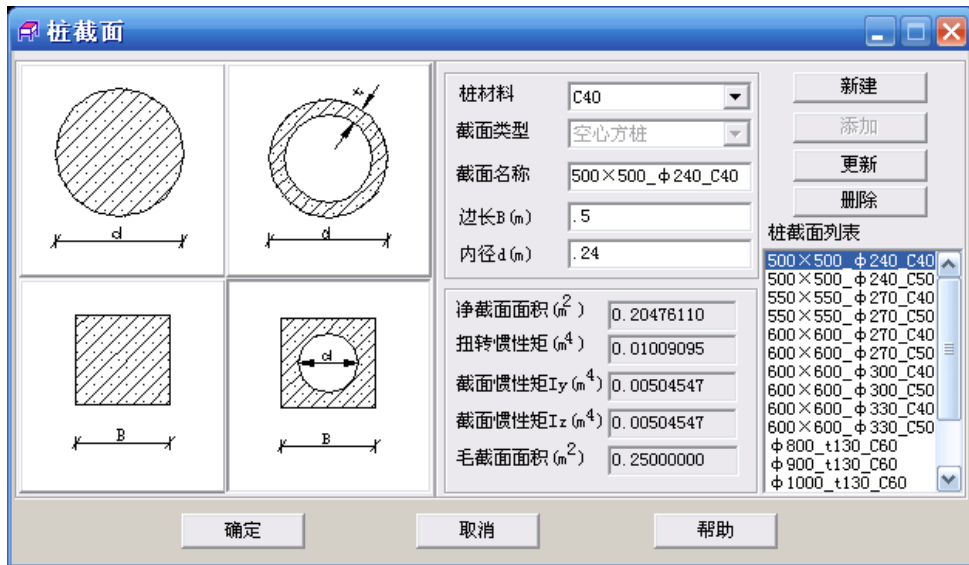 桩截面
d
t
d
B
d
B
桩材料
C40
截面类型
空心方桩
截面名称
500×500_φ240_C40
边长B(m)
.5
内径d(m)
.24
净截面面积(m²)
0.20476110
扭转惯性矩(m⁴)
0.01009095
截面惯性矩Iy(m⁴)
0.00504547
截面惯性矩Iz(m⁴)
0.00504547
毛截面面积(m²)
0.25000000
新建
添加
更新
删除
桩截面列表
500×500_φ240_C40
500×500_φ240_C50
550×550_φ270_C40
550×550_φ270_C50
600×600_φ270_C40
600×600_φ270_C50
600×600_φ300_C40
600×600_φ300_C50
600×600_φ330_C40
600×600_φ330_C50
φ800_t130_C60
φ900_t130_C60
φ1000_t130_C60
确定
取消
帮助